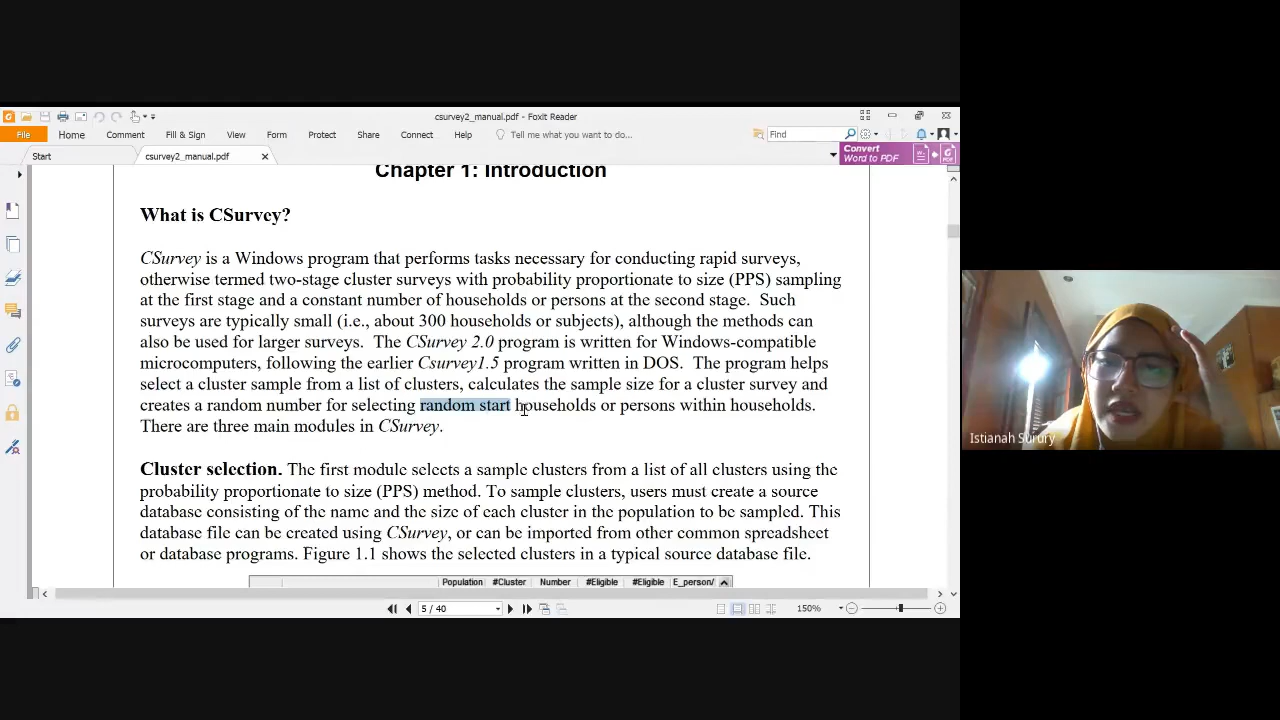 csurvey2_manual.pdf - Foxit Reader
File Home Comment Fill & Sign View Form Protect Share Connect Help Tell me what you want to do... Find
Start csurvey2_manual.pdf Convert
Word to PDF
Chapter 1: Introduction
What is CSurvey?
CSurvey is a Windows program that performs tasks necessary for conducting rapid surveys,
otherwise termed two-stage cluster surveys with probability proportionate to size (PPS) sampling
at the first stage and a constant number of households or persons at the second stage. Such
surveys are typically small (i.e., about 300 households or subjects), although the methods can
also be used for larger surveys. The CSurvey 2.0 program is written for Windows-compatible
microcomputers, following the earlier Csurvey1.5 program written in DOS. The program helps
select a cluster sample from a list of clusters, calculates the sample size for a cluster survey and
creates a random number for selecting random start households or persons within households.
There are three main modules in CSurvey.
Cluster selection. The first module selects a sample clusters from a list of all clusters using the
probability proportionate to size (PPS) method. To sample clusters, users must create a source
database consisting of the name and the size of each cluster in the population to be sampled. This
database file can be created using CSurvey, or can be imported from other common spreadsheet
or database programs. Figure 1.1 shows the selected clusters in a typical source database file.
Population #Cluster Number #Eligible #Eligible E_person/
5 / 40 150%
Istianah Surury